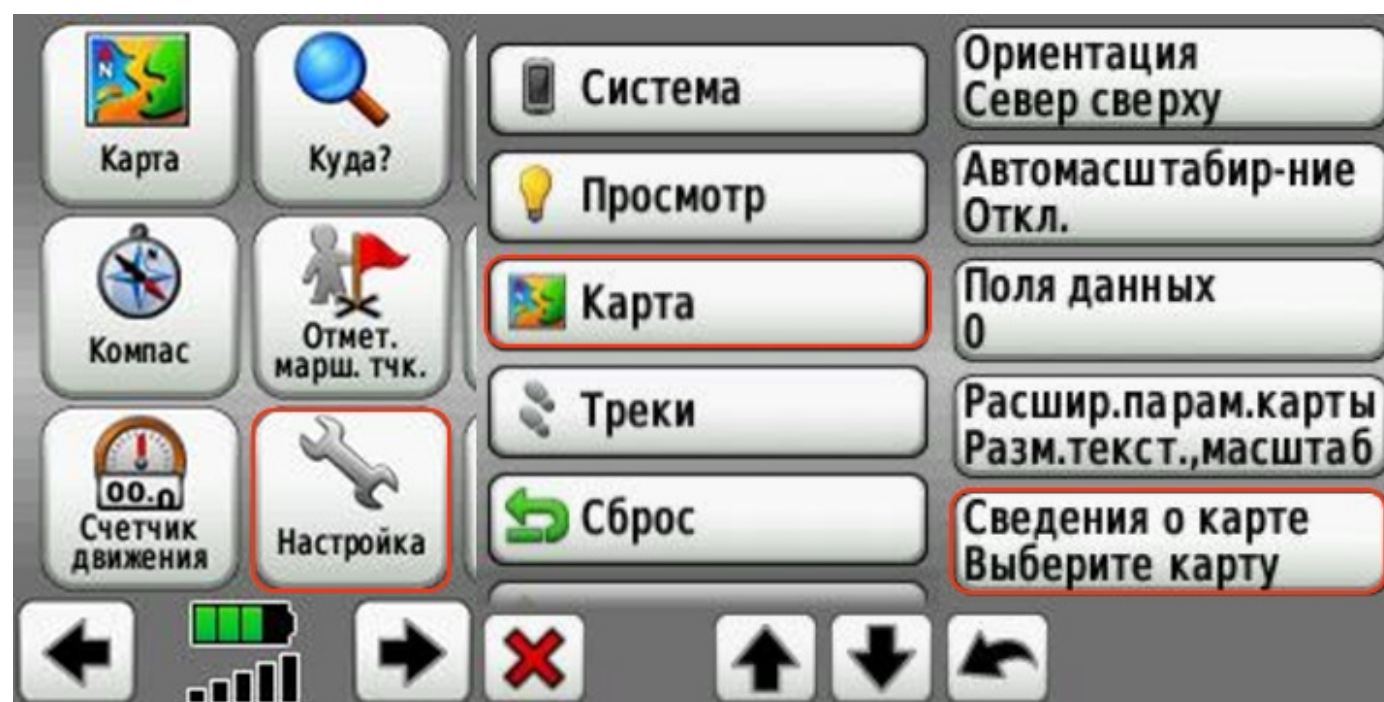 N
Карта
Куда?
Компас
Отмет.
марш. тчк.
00.0
Счетчик
движения
Настройка
Система
Просмотр
Карта
Треки
Сброс
Ориентация
Север сверху
Автомасштабир-ние
Откл.
Поля данных
0
Расшир.парам.карты
Разм.текст.,масштаб
Сведения о карте
Выберите карту